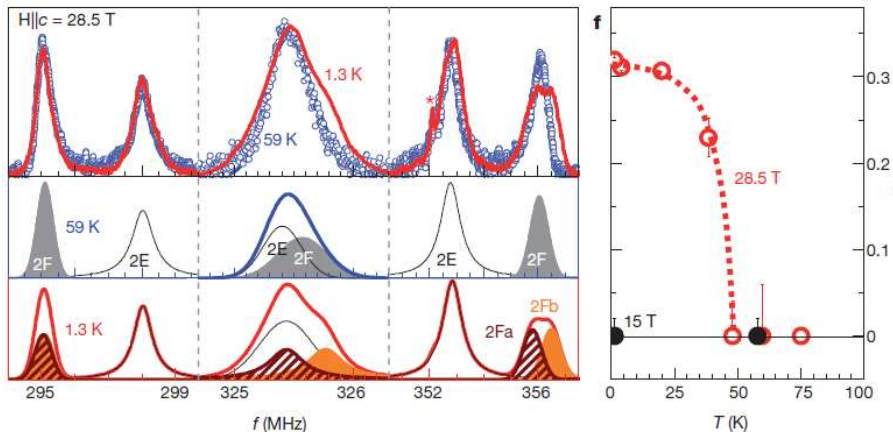 H||c = 28.5 T
1.3 K
*
59 K
59 K
2F
2E
2E
2F
2E
2F
1.3 K
2Fa
2Fb
295
299
325
326
352
356
f (MHz)
f
0.3
0.2
0.1
0
28.5 T
15 T
0
25
50
75
100
T (K)